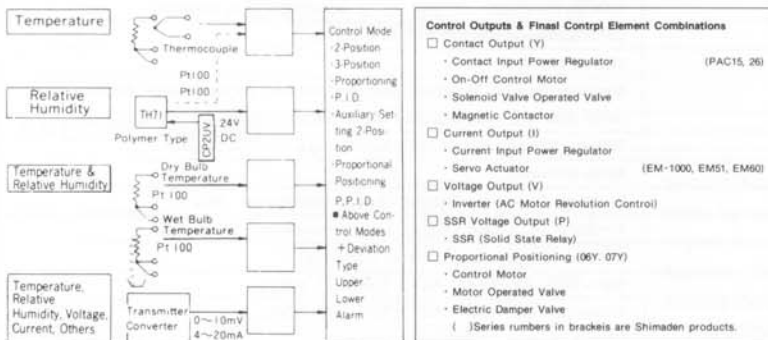 Temperature
Thermocouple
Pt100
Pt100
Relative
Humidity
TH71
24V
DC
Polymer Type
CP2UV
Temperature &
Relative Humidity
Dry Bulb
Temperature
Pt 100
Wet Bulb
Temperature
Pt 100
Temperature,
Relative
Humidity, Voltage,
Current, Others
Transmitter
Converter
0~10mV
4~20mA
Control Mode
·2-Position
·3-Position
·Proportioning
·P.I.D.
·Auxiliary Set
ting 2-Posi
tion
·Proportional
Positioning
P.P.I.D.
■ Above Con-
trol Modes
+Deviation
Type
Upper
Lower
Alarm
Control Outputs & Finasl Contrpl Element Combinations
□ Contact Output (Y)
· Contact Input Power Regulator (PAC15, 26)
· On-Off Control Motor
· Solenoid Valve Operated Valve
· Magnetic Contactor
□ Current Output (I)
· Current Input Power Regulator
· Servo Actuator (EM-1000, EM51, EM60)
□ Voltage Output (V)
· Inverter (AC Motor Revolution Control)
□ SSR Voltage Output (P)
· SSR (Solid State Relay)
□ Proportional Positioning (06Y. 07Y)
· Control Motor
· Motor Operated Valve
· Electric Damper Valve
( )Series rumbers in brackeis are Shimaden products.